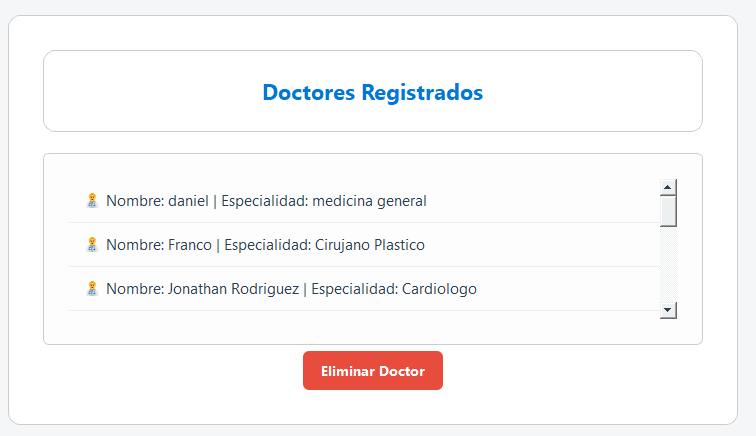 Doctores Registrados
Nombre: daniel | Especialidad: medicina general
Nombre: Franco | Especialidad: Cirujano Plastico
Nombre: Jonathan Rodriguez | Especialidad: Cardiologo
Eliminar Doctor